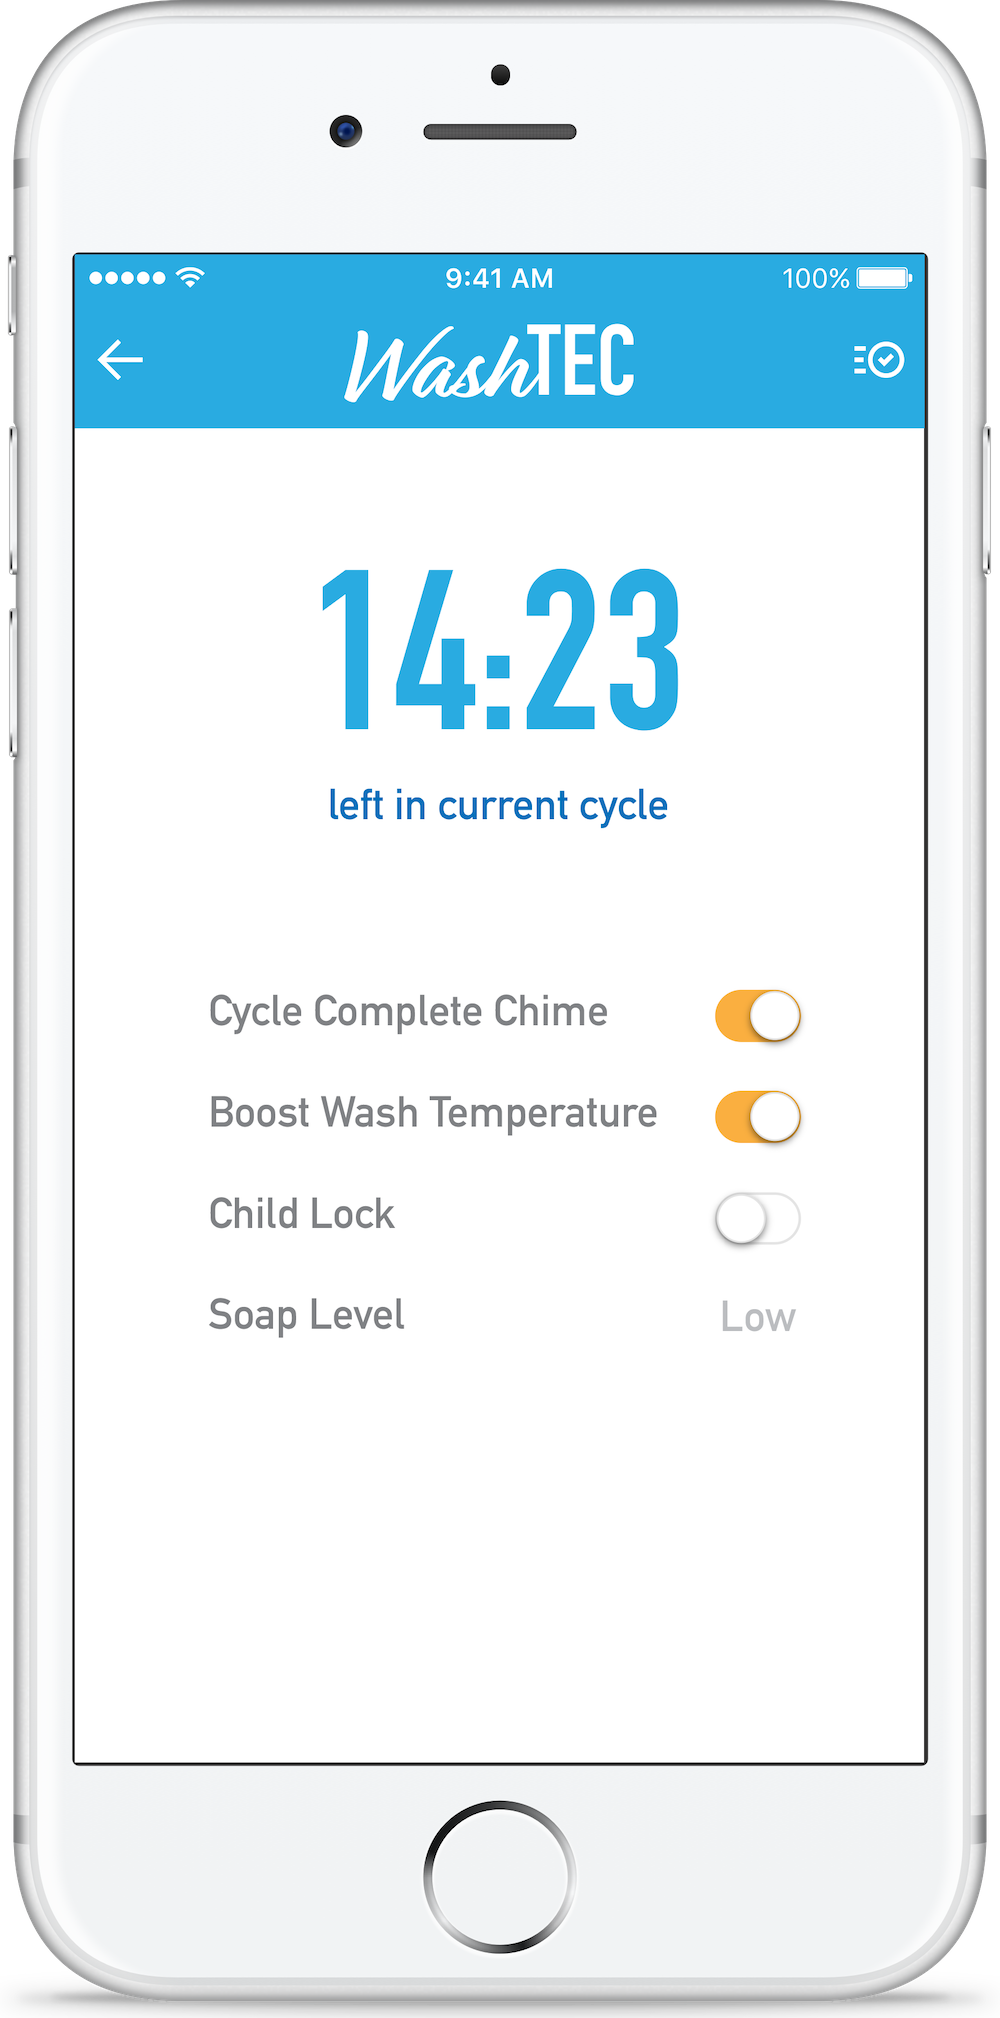 9:41 AM
100%
WashTEC
14:23
left in current cycle
Cycle Complete Chime
Boost Wash Temperature
Child Lock
Soap Level Low